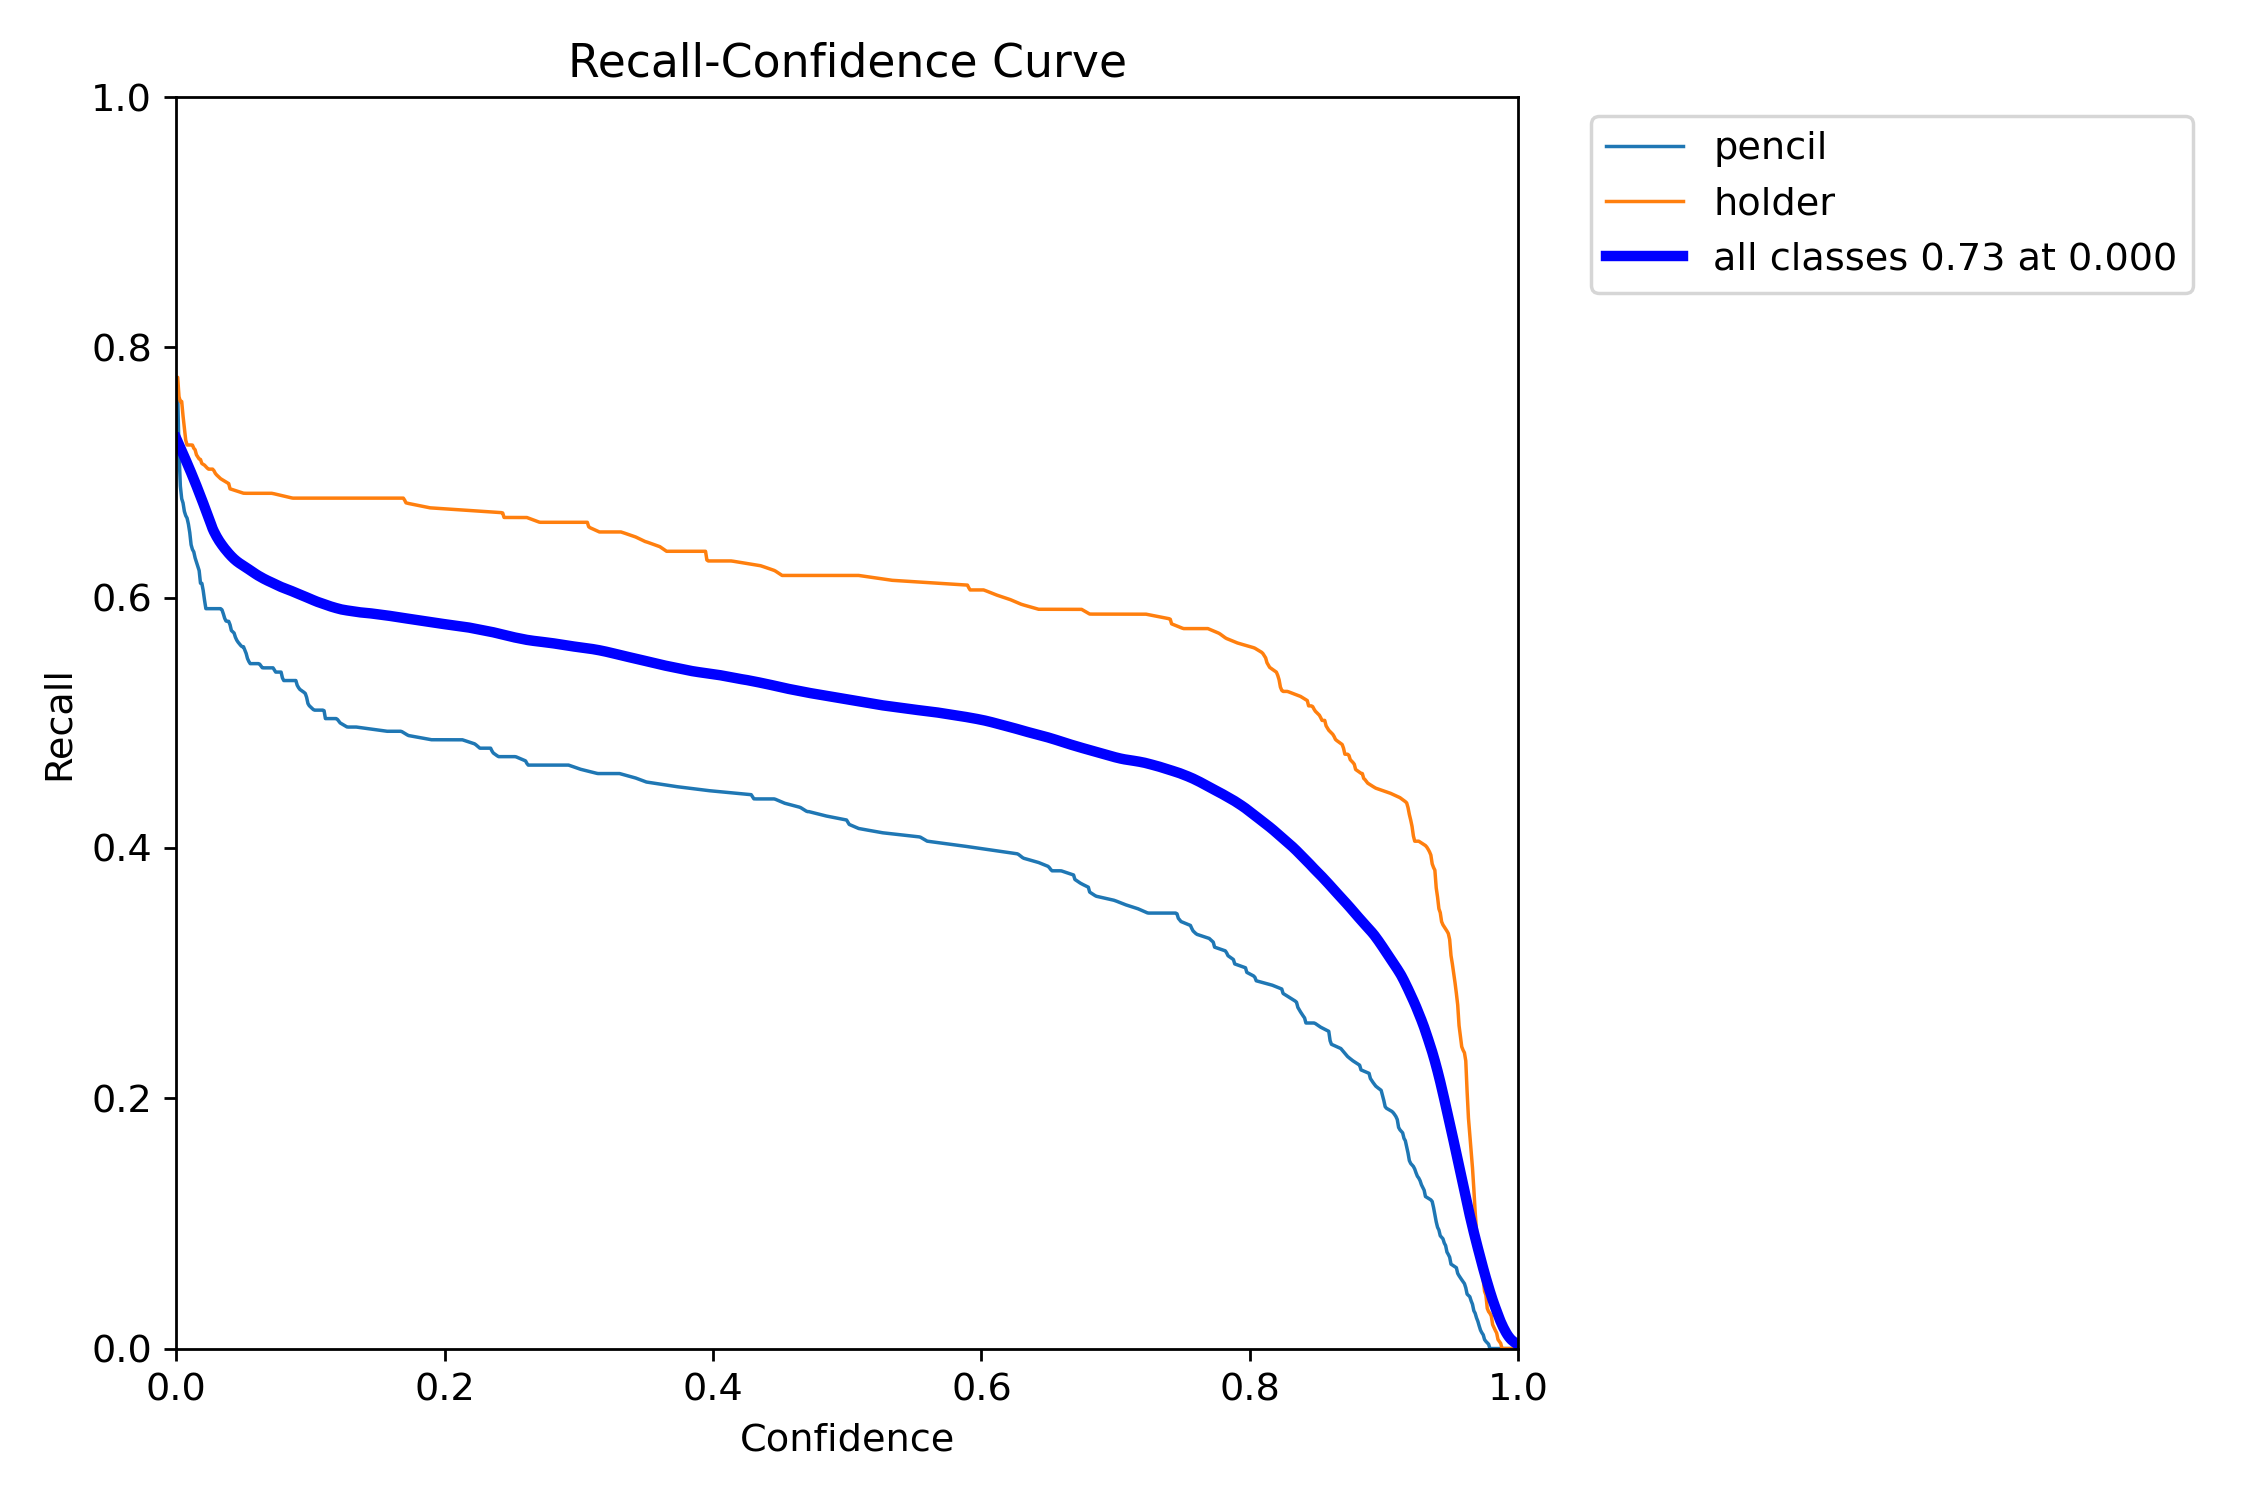 Recall-Confidence Curve
1.0
0.8
0.6
0.4
0.2
0.0
Recall
0.0 0.2 0.4 0.6 0.8 1.0
Confidence
pencil
holder
all classes 0.73 at 0.000